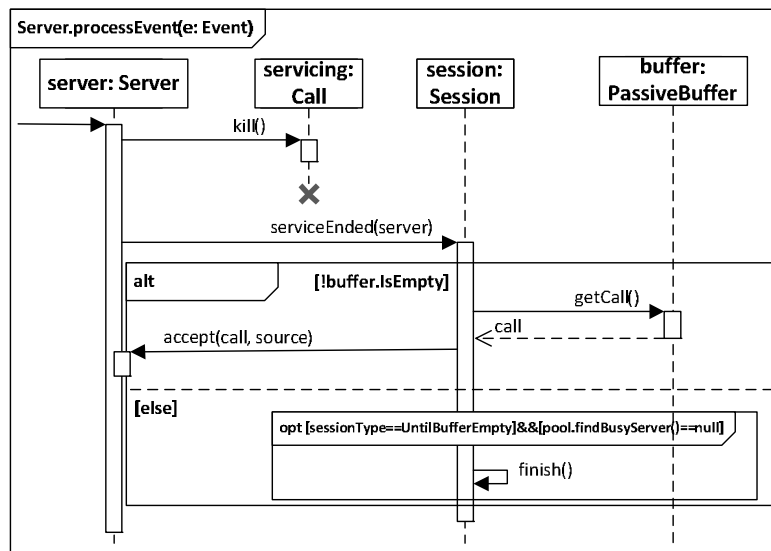 Server.processEvent(e: Event)
server: Server
servicing:
Call
session:
Session
buffer:
PassiveBuffer
kill()
serviceEnded(server)
alt
[!buffer.IsEmpty]
getCall()
call
accept(call, source)
[else]
opt [sessionType==UntilBufferEmpty]&&[pool.findBusyServer()==null]
finish()